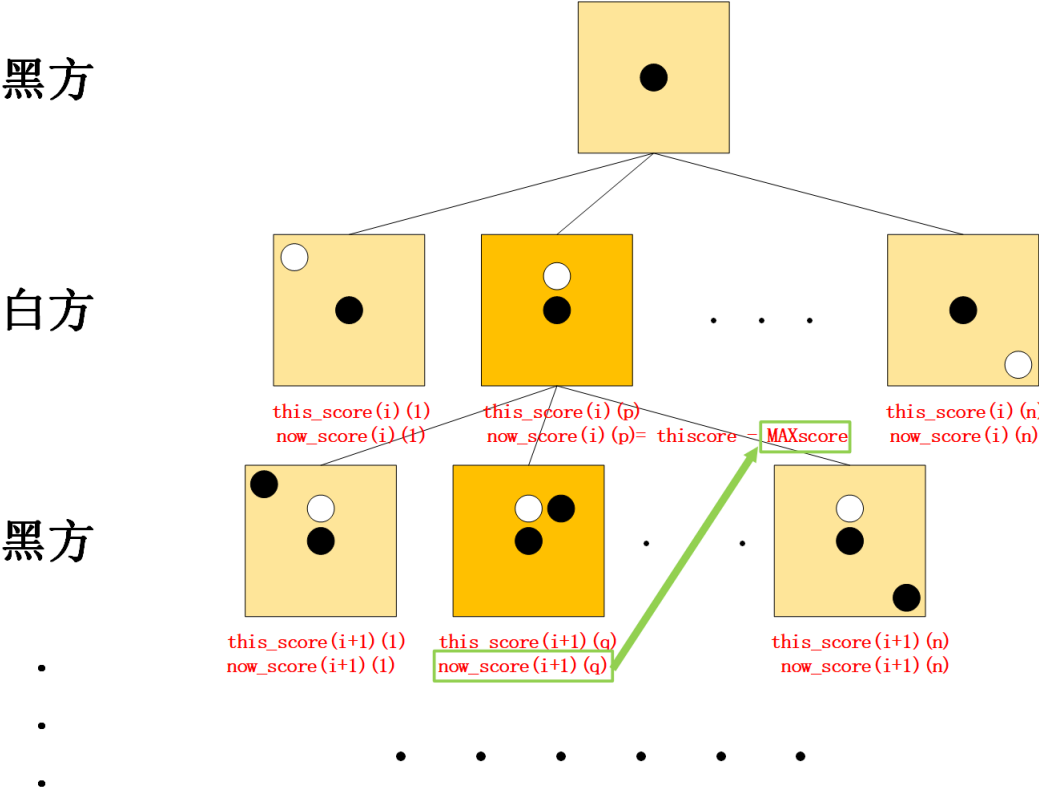 黑方
白方
this_score(i)(1)
now_score(i)(1)
this_score(i)(p)
now_score(i)(p)= thiscore - MAXscore
this_score(i)(n)
now_score(i)(n)
黑方
this_score(i+1)(1)
now_score(i+1)(1)
this_score(i+1)(q)
now_score(i+1)(q)
this_score(i+1)(n)
now_score(i+1)(n)